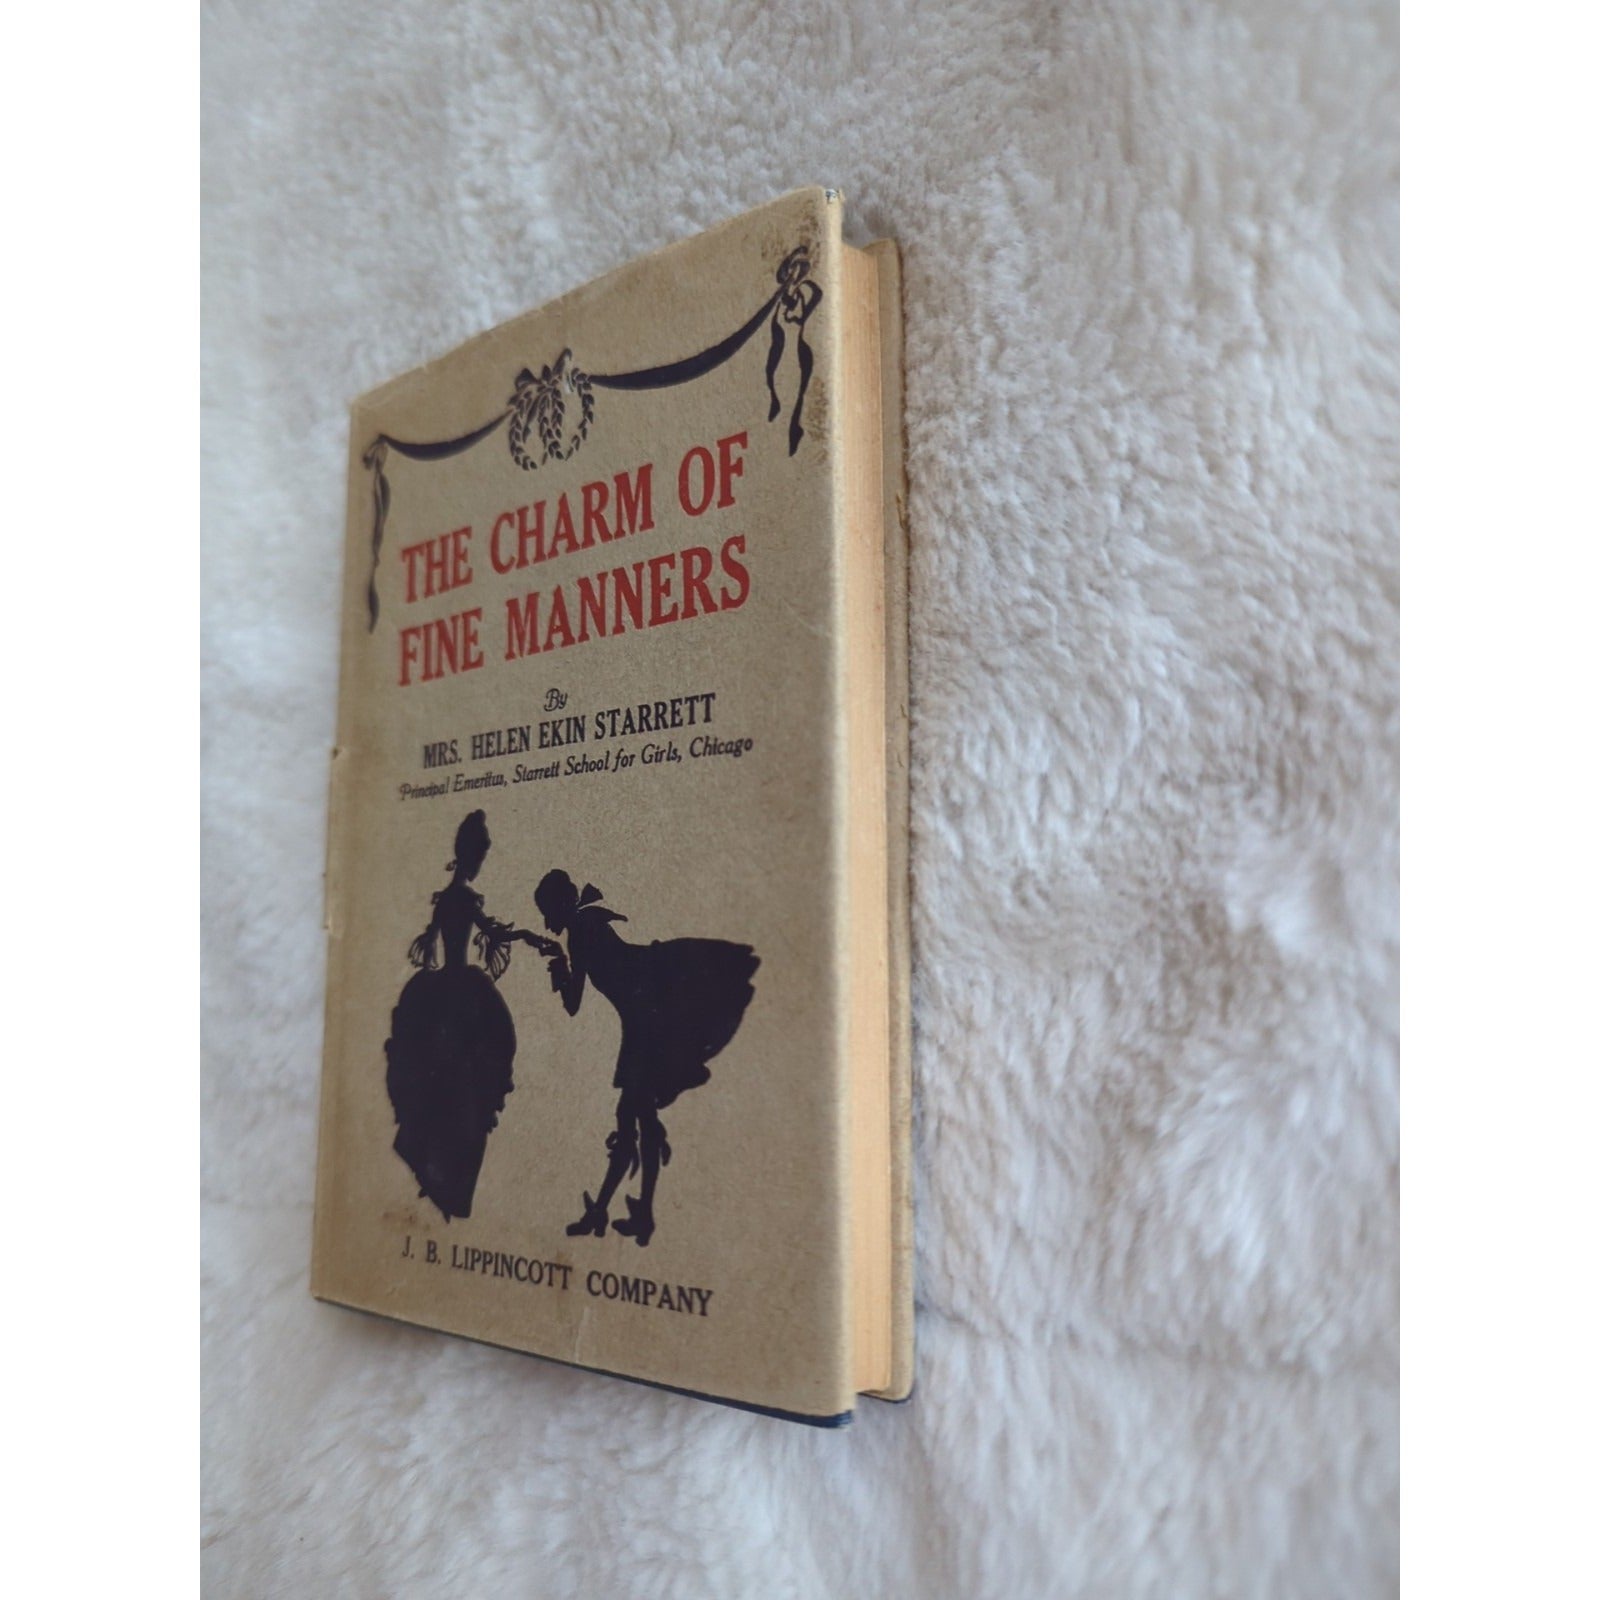 THE CHARM OF
FINE MANNERS
By
MRS. HELEN EKIN STARRETT
Principal Emeritus, Starrett School for Girls, Chicago
J. B. LIPPINCOTT COMPANY